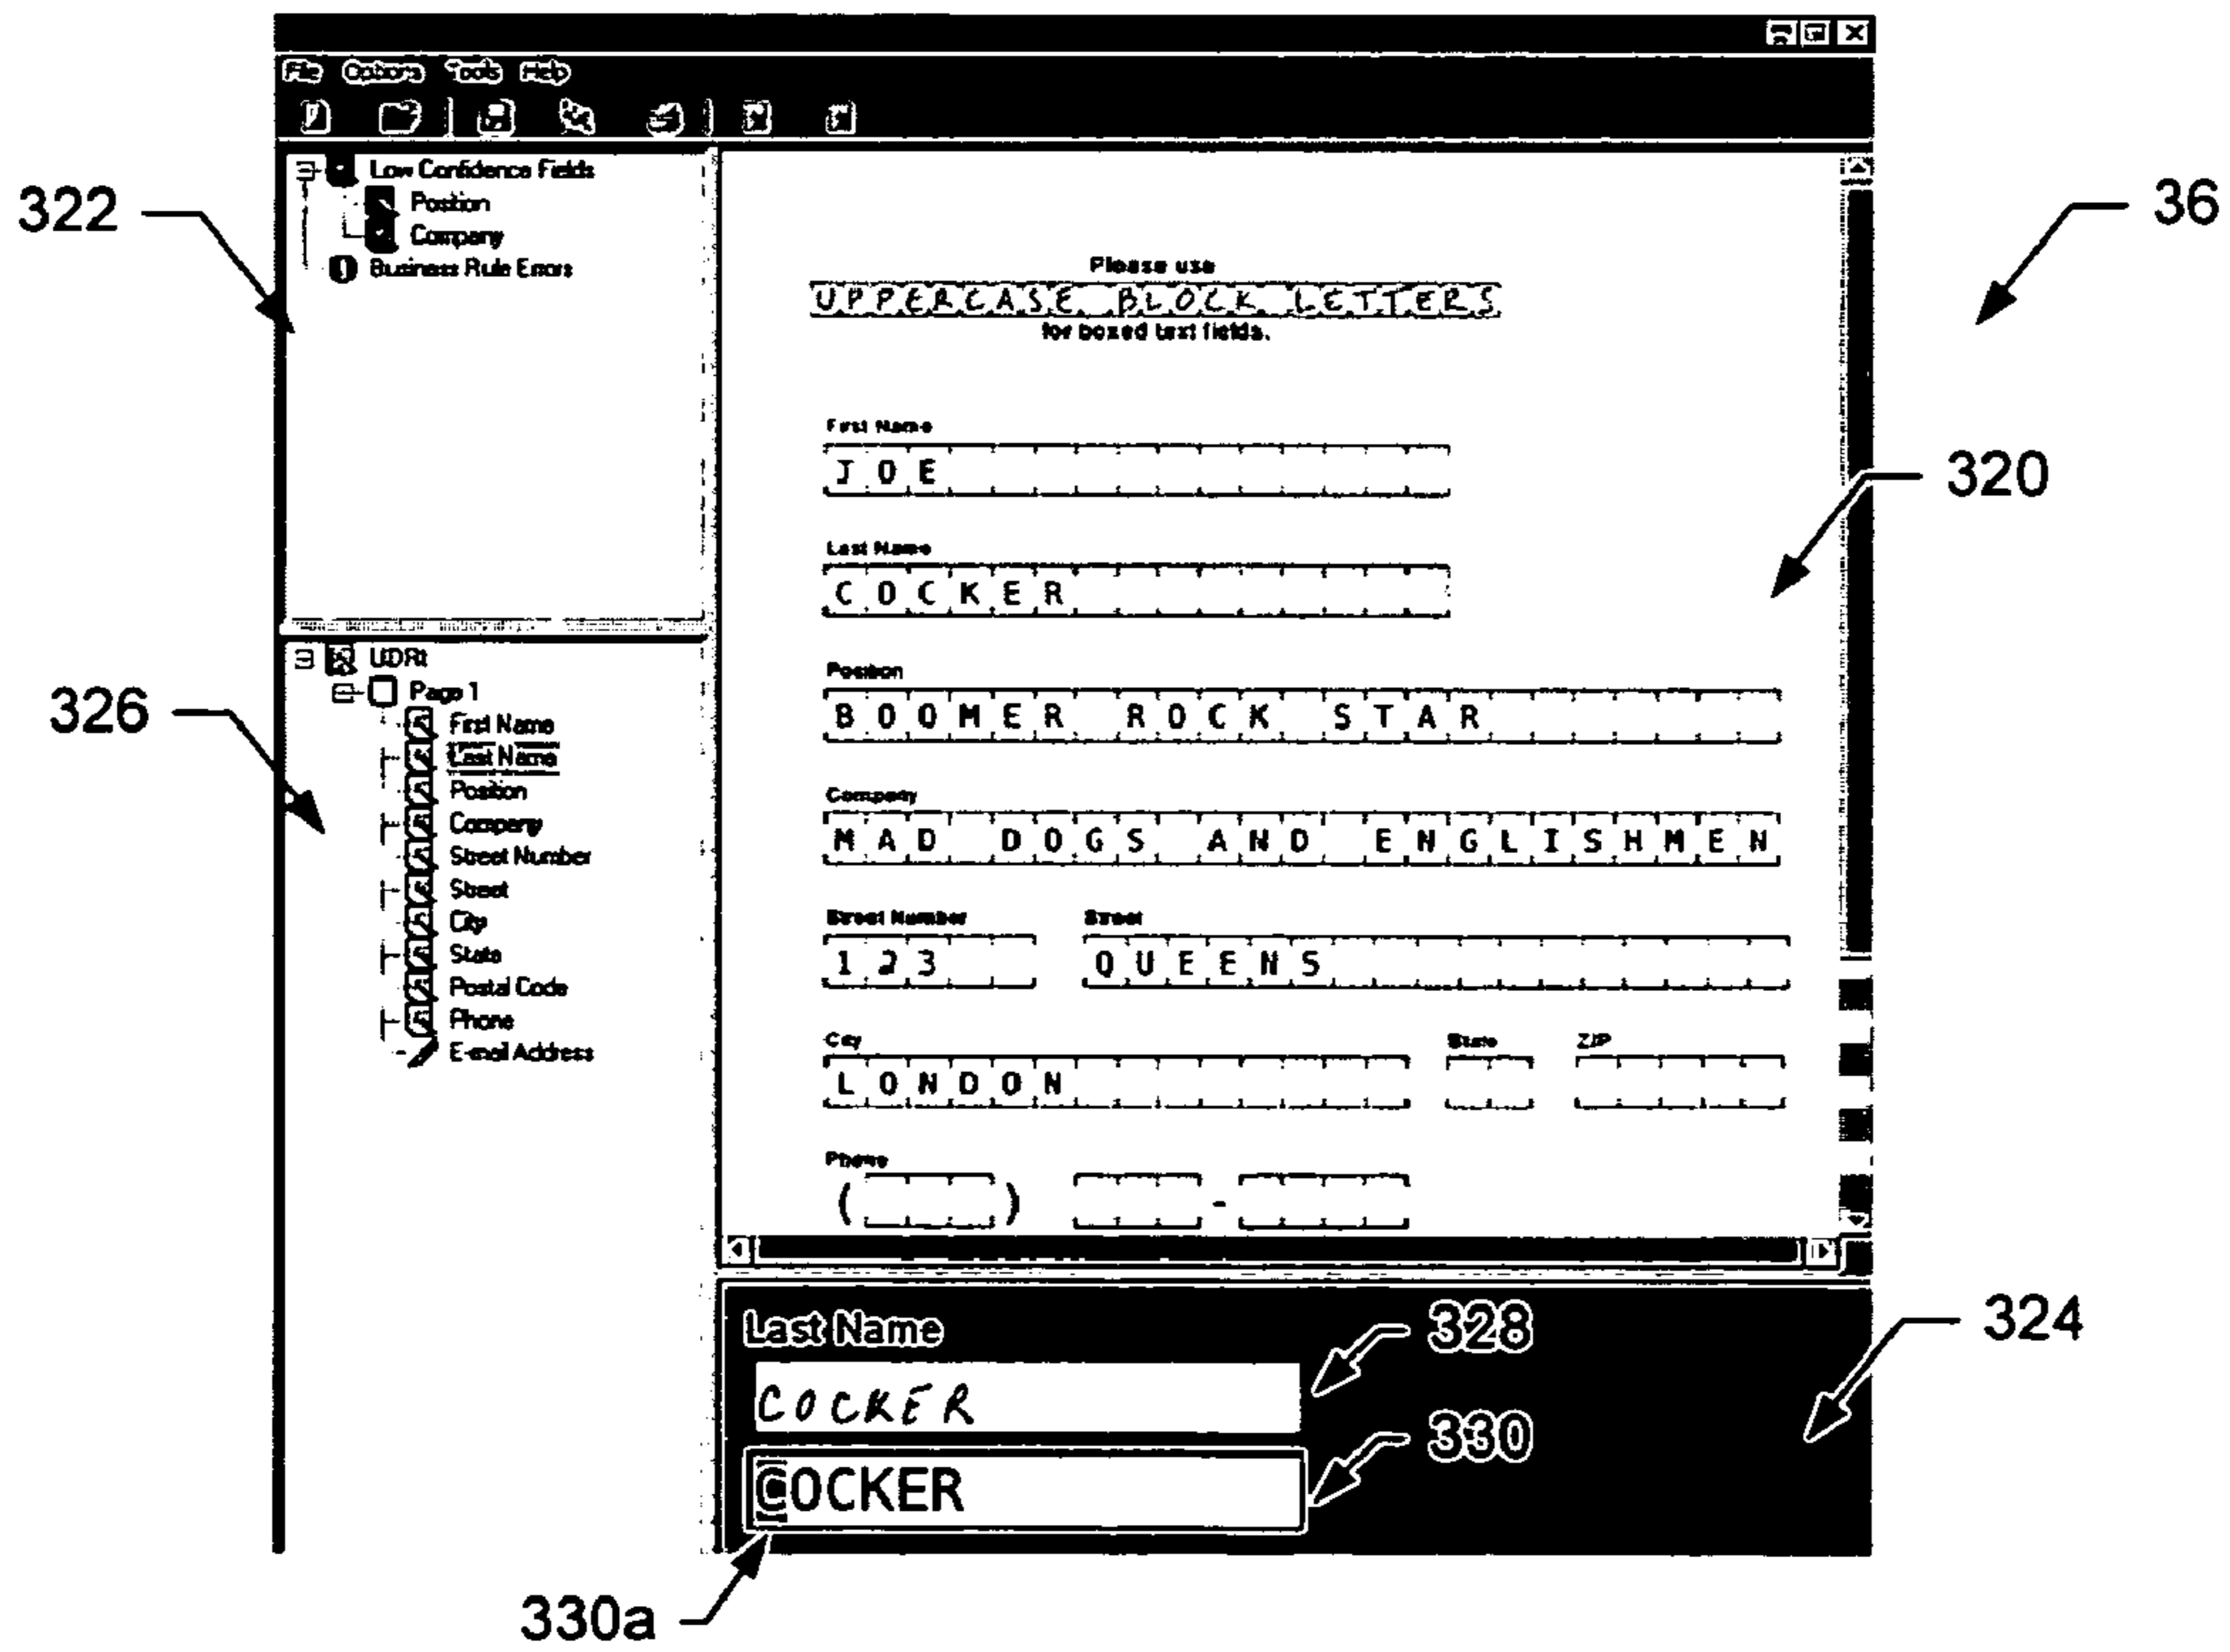 File Options Tools Help
Low Confidence Fields
Position
Company
Business Rule Errors
322
36
Please use
UPPERCASE BLOCK LETTERS
for boxed text fields.
First Name
JOE
320
Last Name
COCKER
Position
BOOMER ROCK STAR
Company
MAD DOGS AND ENGLISHMEN
Street Number Street
123 QUEENS
City State ZIP
LONDON
Phone
( ) -
326
Page 1
First Name
Last Name
Position
Company
Street Number
Street
City
State
Postal Code
Phone
E-mail Address
Last Name
328
COCKER
324
330
COCKER
330a